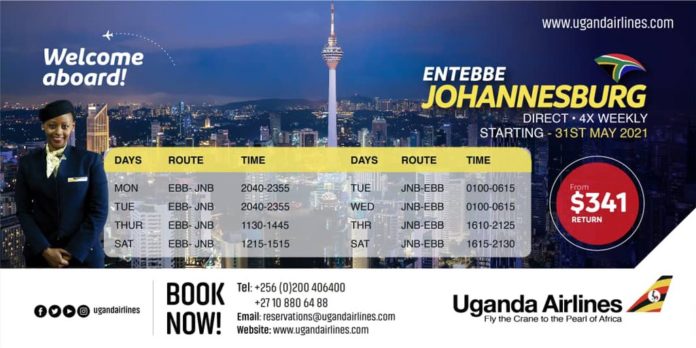 www.ugandairlines.com
Welcome
aboard!
ENTEBBE
JOHANNESBURG
DIRECT • 4X WEEKLY
STARTING - 31ST MAY 2021
DAYS ROUTE TIME DAYS ROUTE TIME
MON EBB- JNB 2040-2355 TUE JNB-EBB 0100-0615
TUE EBB- JNB 2040-2355 WED JNB-EBB 0100-0615
THUR EBB- JNB 1130-1445 THR JNB-EBB 1610-2125
SAT EBB- JNB 1215-1515 SAT JNB-EBB 1615-2130
From
$341
RETURN
ugandairlines
BOOK
NOW!
Tel: +256 (0)200 406400
+27 10 880 64 88
Email: reservations@ugandairlines.com
Website: www.ugandairlines.com
Uganda Airlines
Fly the Crane to the Pearl of Africa